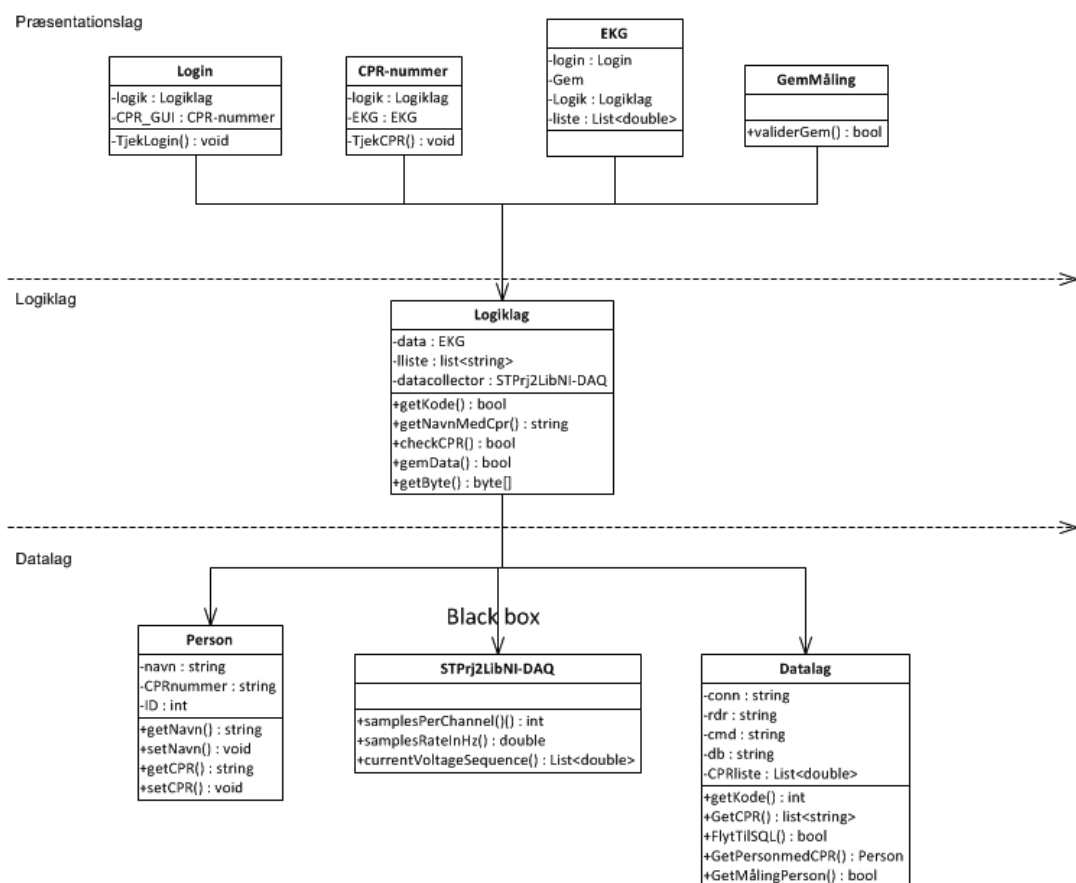 Præsentationslag
Login
-logik : Logiklag
-CPR_GUI : CPR-nummer
-TjekLogin() : void
CPR-nummer
-logik : Logiklag
-EKG : EKG
-TjekCPR() : void
EKG
-login : Login
-Gem
-Logik : Logiklag
-liste : List<double>
GemMåling
+validerGem() : bool
Logiklag
Logiklag
-data : EKG
-lliste : list<string>
-datacollector : STPrj2LibNI-DAQ
+getKode() : bool
+getNavnMedCpr() : string
+checkCPR() : bool
+gemData() : bool
+getByte() : byte[]
Datalag
Person
-navn : string
-CPRnummer : string
-ID : int
+getNavn() : string
+setNavn() : void
+getCPR() : string
+setCPR() : void
Black box
STPrj2LibNI-DAQ
+samplesPerChannel()() : int
+samplesRateInHz() : double
+currentVoltageSequence() : List<double>
Datalag
-conn : string
-rdr : string
-cmd : string
-db : string
-CPRliste : List<double>
+getKode() : int
+GetCPR() : list<string>
+FlytTilSQL() : bool
+GetPersonmedCPR() : Person
+GetMålingPerson() : bool